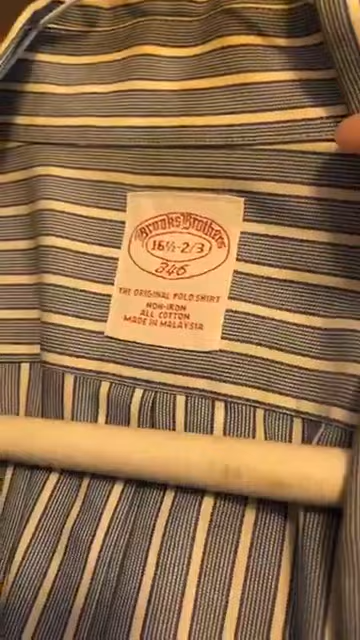 Brooks Brothers
16½-2/3
346
THE ORIGINAL POLO SHIRT
NON-IRON
ALL COTTON
MADE IN MALAYSIA